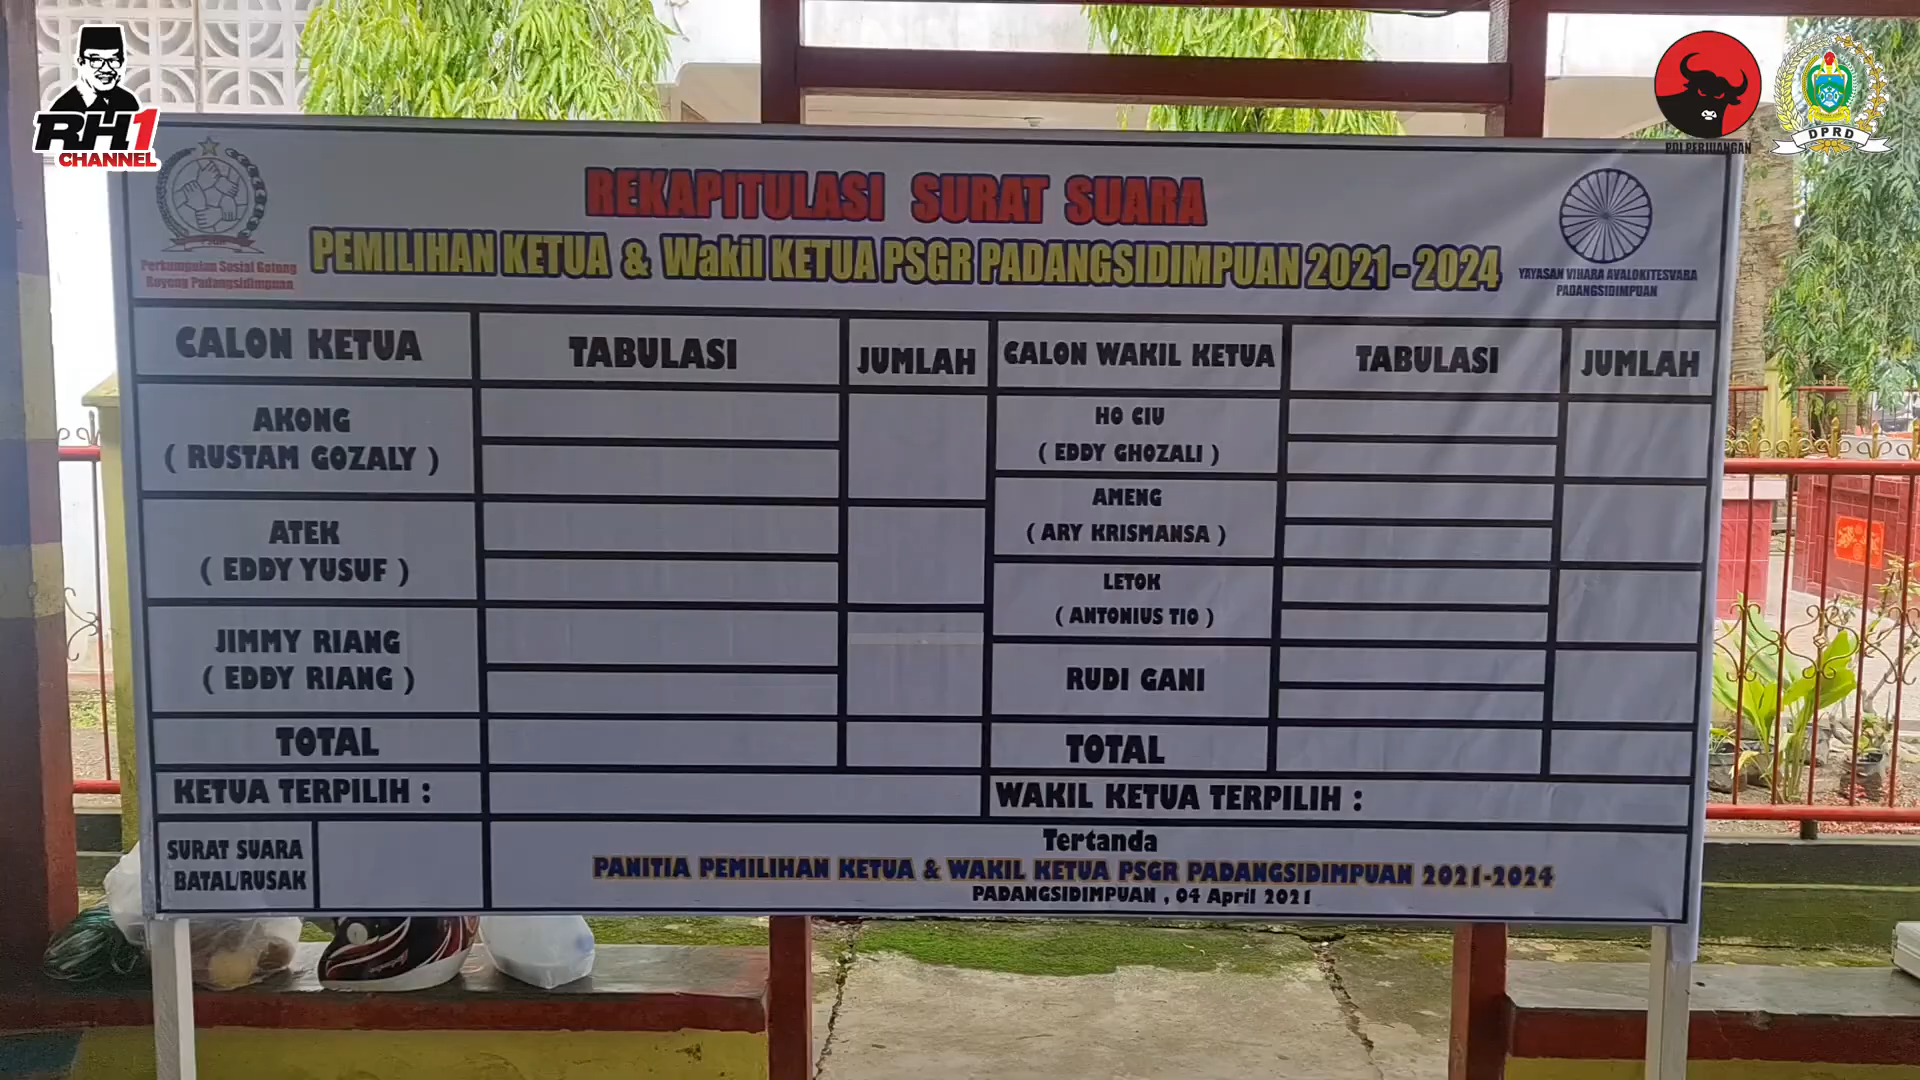 RH1
CHANNEL
PDI PERJUANGAN
DPRD
REKAPITULASI SURAT SUARA
PEMILIHAN KETUA & Wakil KETUA PSGR PADANGSIDIMPUAN 2021-2024
Perkumpulan Sosial Gotong
Royong Padangsidimpuan
YAYASAN VIHARA AVALOKITESVARA
PADANGSIDIMPUAN
CALON KETUA TABULASI JUMLAH CALON WAKIL KETUA TABULASI JUMLAH
AKONG
( RUSTAM GOZALY )
ATEK
( EDDY YUSUF )
JIMMY RIANG
( EDDY RIANG )
TOTAL
KETUA TERPILIH :
HO CIU
( EDDY GHOZALI )
AMENG
( ARY KRISMANSA )
LETOK
( ANTONIUS TIO )
RUDI GANI
TOTAL
WAKIL KETUA TERPILIH :
SURAT SUARA
BATAL/RUSAK
Tertanda
PANITIA PEMILIHAN KETUA & WAKIL KETUA PSGR PADANGSIDIMPUAN 2021-2024
PADANGSIDIMPUAN , 04 April 2021